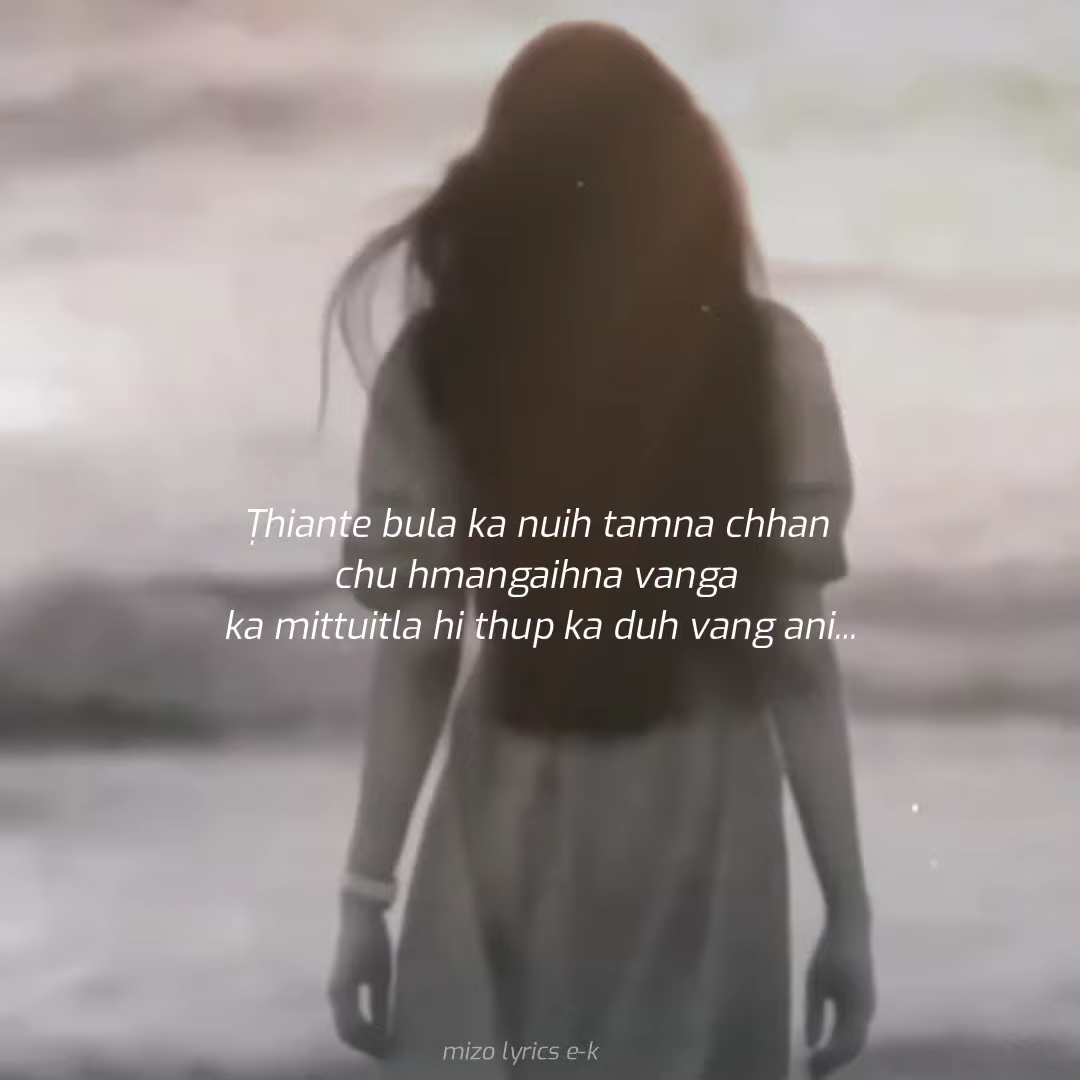 Ṭhiante bula ka nuih tamna chhan
chu hmangaihna vanga
ka mittuitla hi thup ka duh vang ani...
mizo lyrics e-k